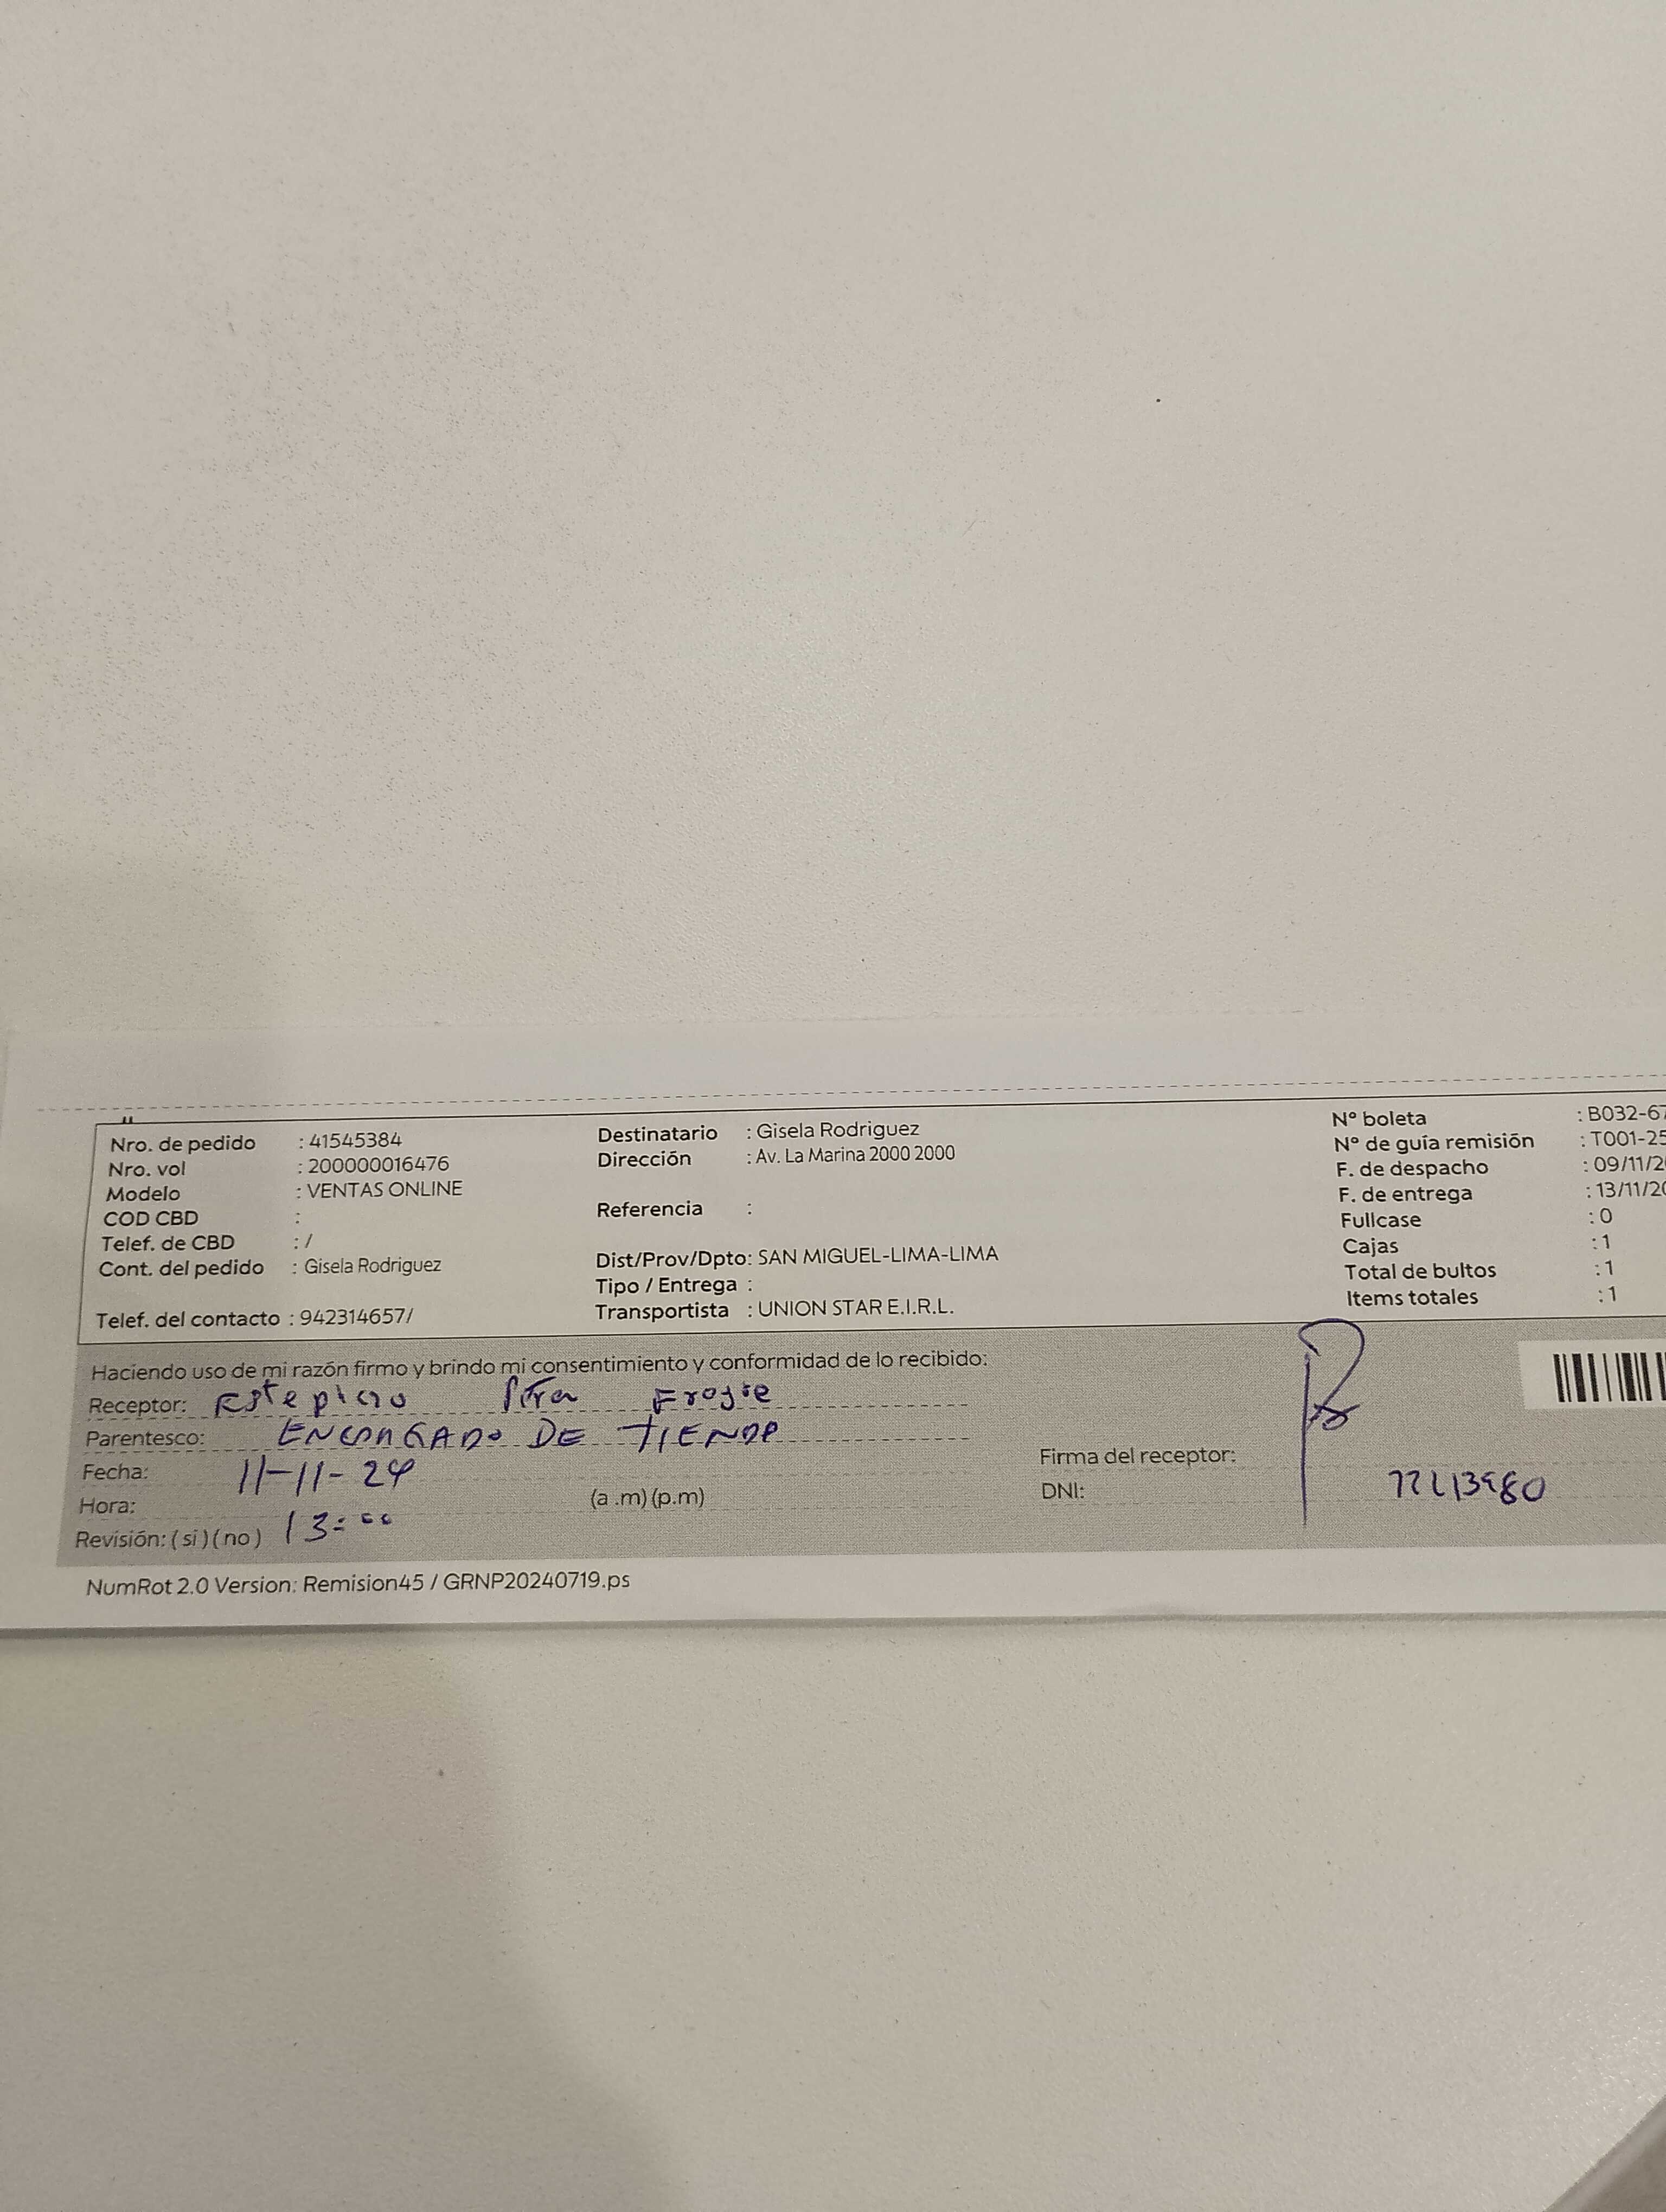 Nro. de pedido : 41545384
Nro. vol : 200000016476
Modelo : VENTAS ONLINE
COD CBD :
Telef. de CBD : /
Cont. del pedido : Gisela Rodriguez
Telef. del contacto : 942314657/
Destinatario : Gisela Rodriguez
Dirección : Av. La Marina 2000 2000
Referencia :
Dist/Prov/Dpto: SAN MIGUEL-LIMA-LIMA
Tipo / Entrega :
Transportista : UNION STAR E.I.R.L.
N° boleta : B032-67
N° de guía remisión : T001-25
F. de despacho : 09/11/20
F. de entrega : 13/11/20
Fullcase : 0
Cajas : 1
Total de bultos : 1
Items totales : 1
Haciendo uso de mi razón firmo y brindo mi consentimiento y conformidad de lo recibido:
Receptor:
Parentesco: ENCARGADO DE TIENDA
Fecha: 11-11-24
Hora: 13:00 (a .m) (p.m)
Revisión: ( si ) ( no )
Firma del receptor:
DNI:
NumRot 2.0 Version: Remision45 / GRNP20240719.ps